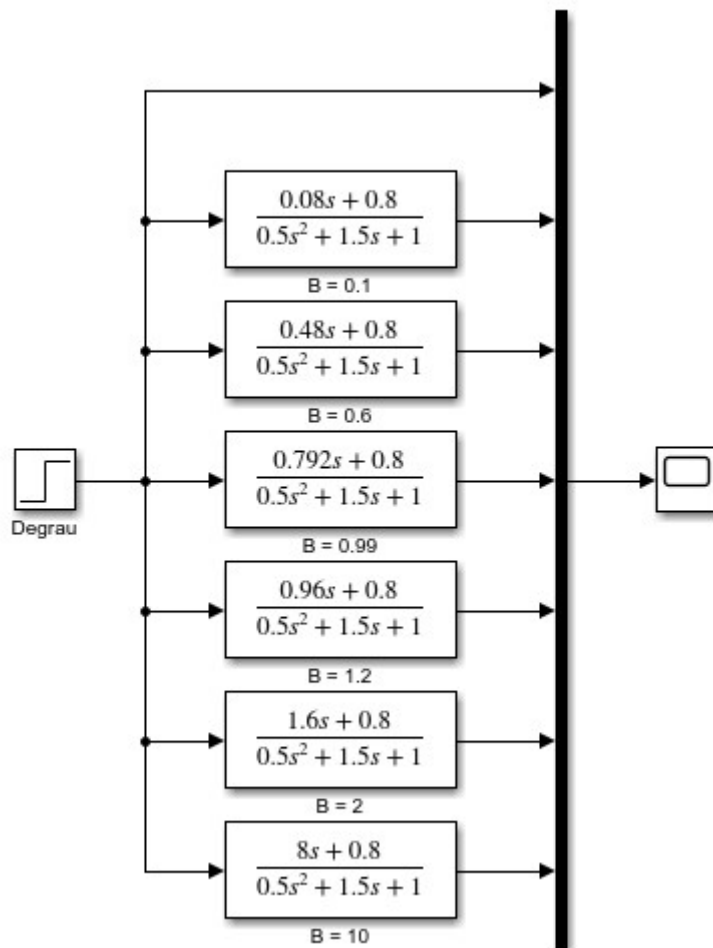 0.08s + 0.8
0.5s² + 1.5s + 1
B = 0.1
0.48s + 0.8
0.5s² + 1.5s + 1
B = 0.6
0.792s + 0.8
0.5s² + 1.5s + 1
Degrau
B = 0.99
0.96s + 0.8
0.5s² + 1.5s + 1
B = 1.2
1.6s + 0.8
0.5s² + 1.5s + 1
B = 2
8s + 0.8
0.5s² + 1.5s + 1
B = 10